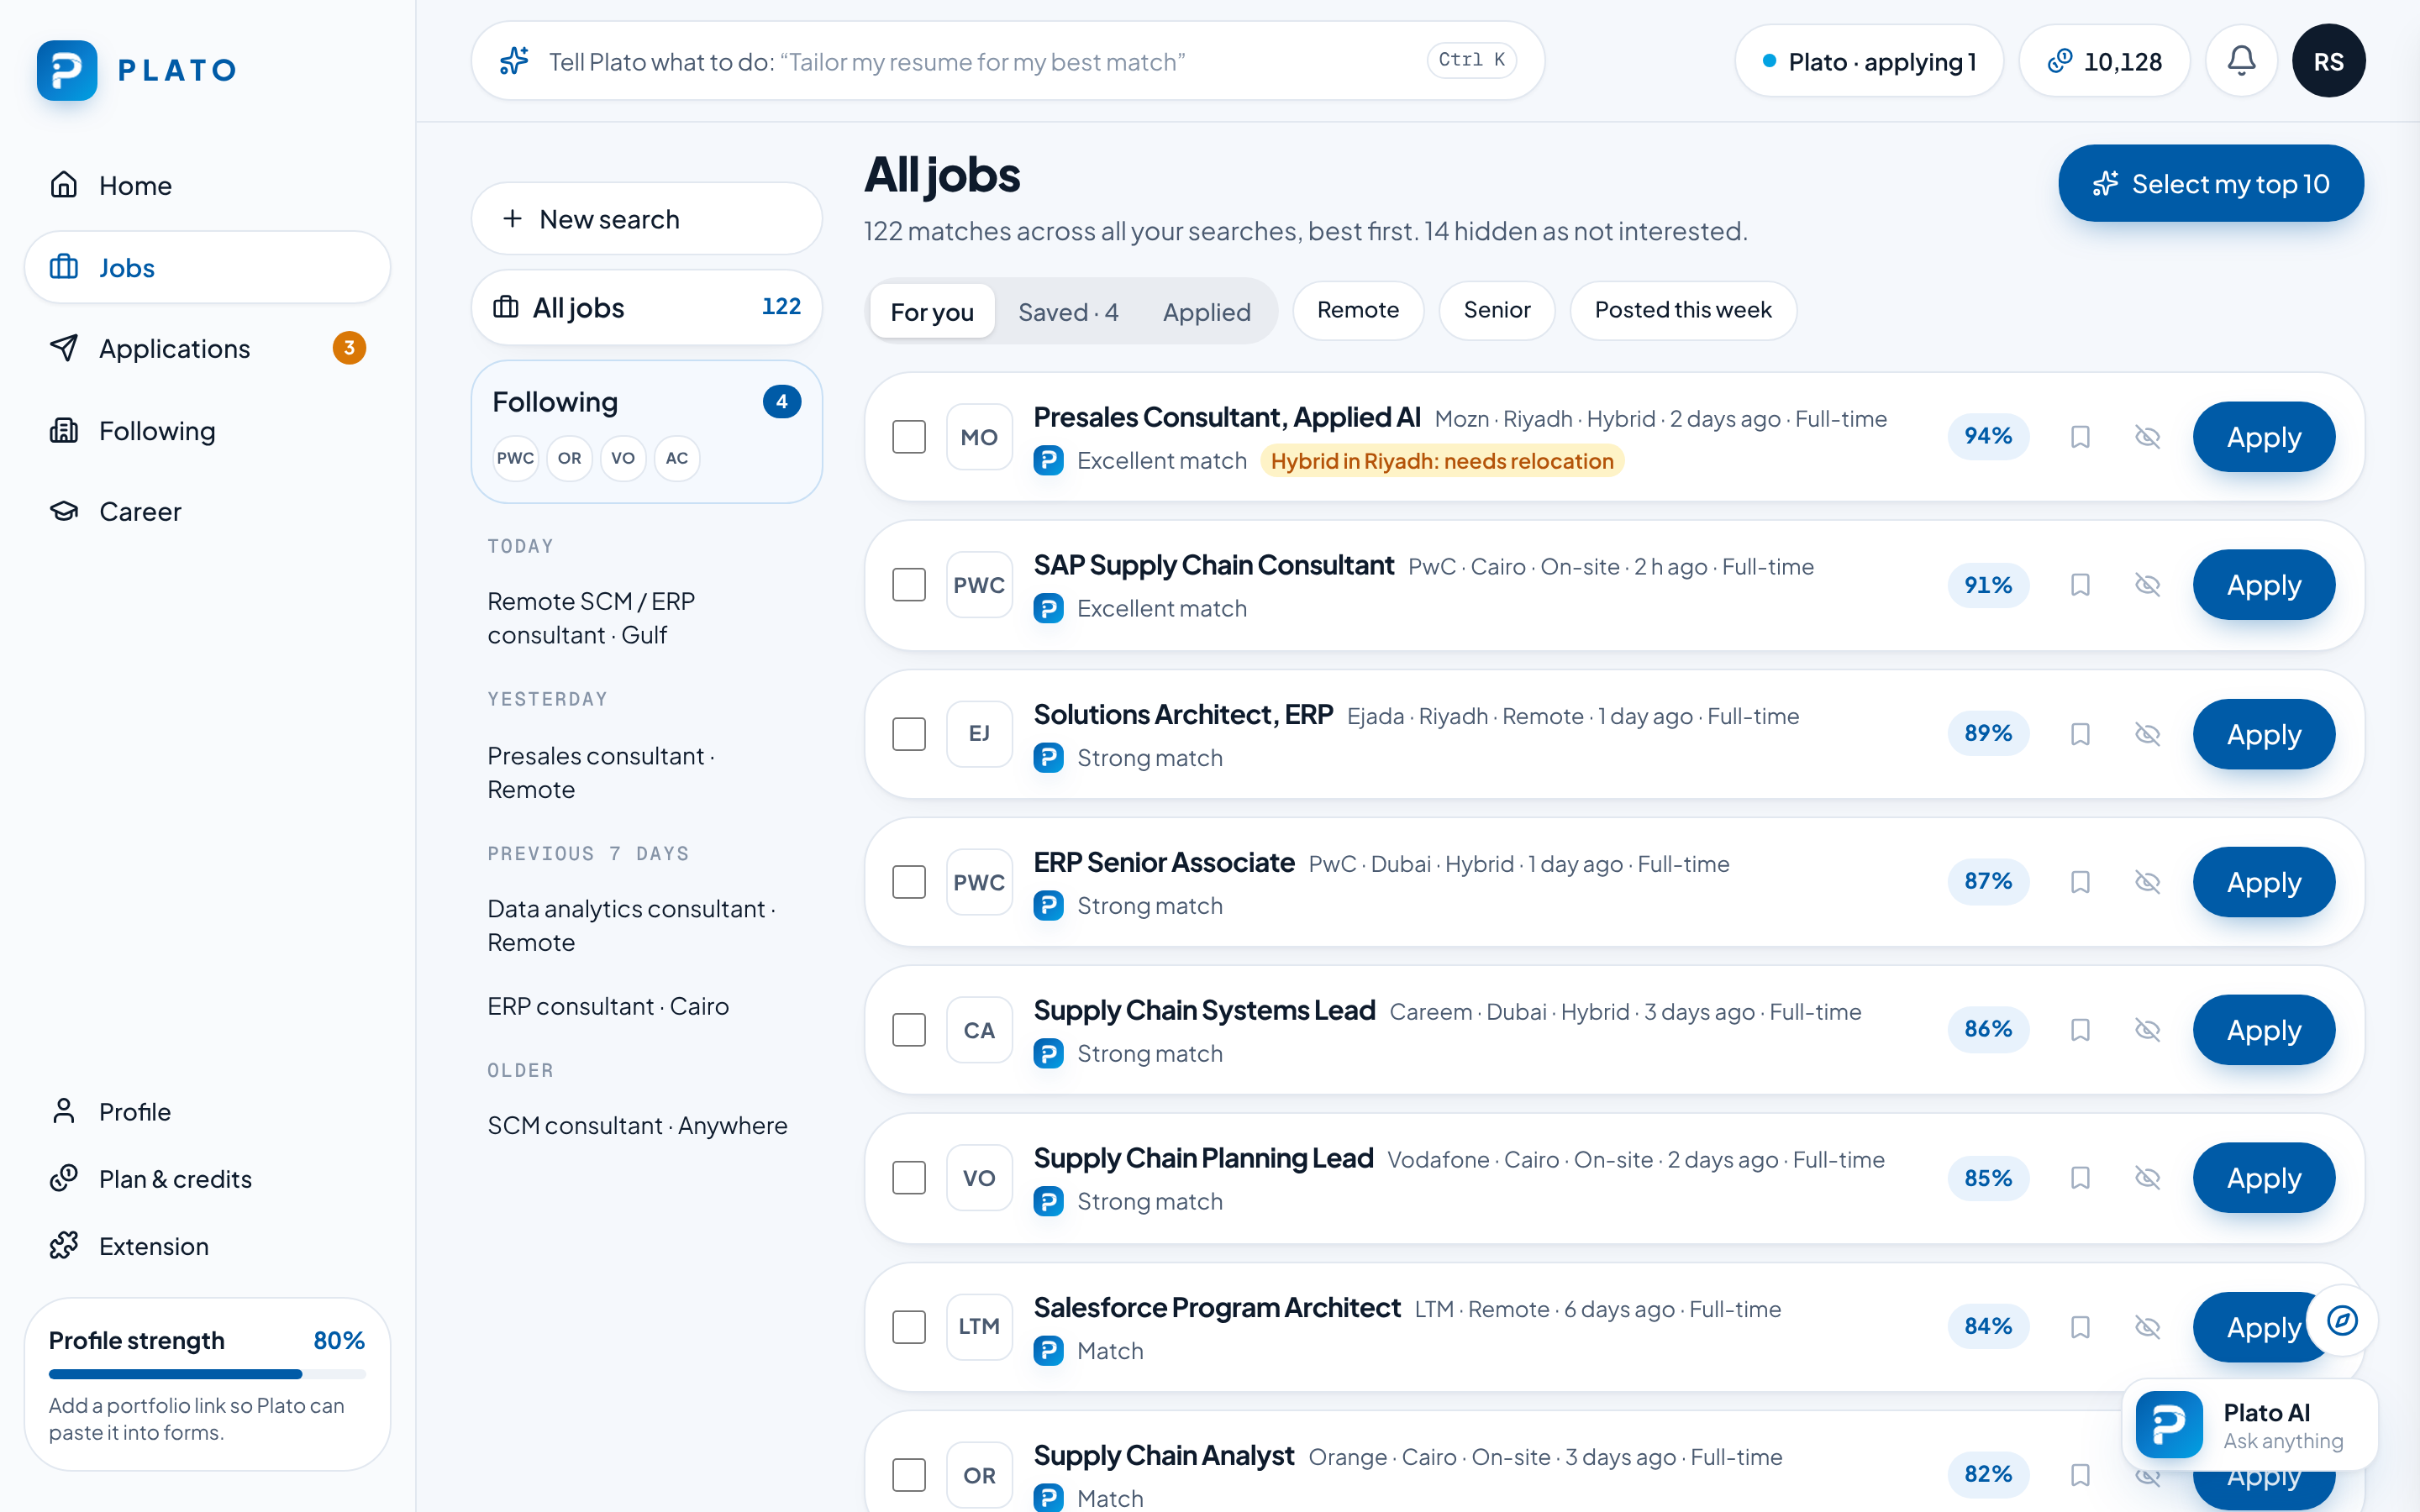 PLATO
Home
Jobs
Applications 3
Following
Career
Profile
Plan & credits
Extension
Profile strength 80%
Add a portfolio link so Plato can
paste it into forms.
Tell Plato what to do: “Tailor my resume for my best match” Ctrl K
Plato · applying 1
10,128
RS
New search
All jobs 122
Following 4
PWC OR VO AC
TODAY
Remote SCM / ERP
consultant · Gulf
YESTERDAY
Presales consultant ·
Remote
PREVIOUS 7 DAYS
Data analytics consultant ·
Remote
ERP consultant · Cairo
OLDER
SCM consultant · Anywhere
All jobs
122 matches across all your searches, best first. 14 hidden as not interested.
Select my top 10
For you Saved · 4 Applied Remote Senior Posted this week
MO Presales Consultant, Applied AI Mozn · Riyadh · Hybrid · 2 days ago · Full-time 94% Apply
Excellent match Hybrid in Riyadh: needs relocation
PWC SAP Supply Chain Consultant PwC · Cairo · On-site · 2 h ago · Full-time 91% Apply
Excellent match
EJ Solutions Architect, ERP Ejada · Riyadh · Remote · 1 day ago · Full-time 89% Apply
Strong match
PWC ERP Senior Associate PwC · Dubai · Hybrid · 1 day ago · Full-time 87% Apply
Strong match
CA Supply Chain Systems Lead Careem · Dubai · Hybrid · 3 days ago · Full-time 86% Apply
Strong match
VO Supply Chain Planning Lead Vodafone · Cairo · On-site · 2 days ago · Full-time 85% Apply
Strong match
LTM Salesforce Program Architect LTM · Remote · 6 days ago · Full-time 84% Apply
Match
OR Supply Chain Analyst Orange · Cairo · On-site · 3 days ago · Full-time 82% Apply
Match
Plato AI
Ask anything